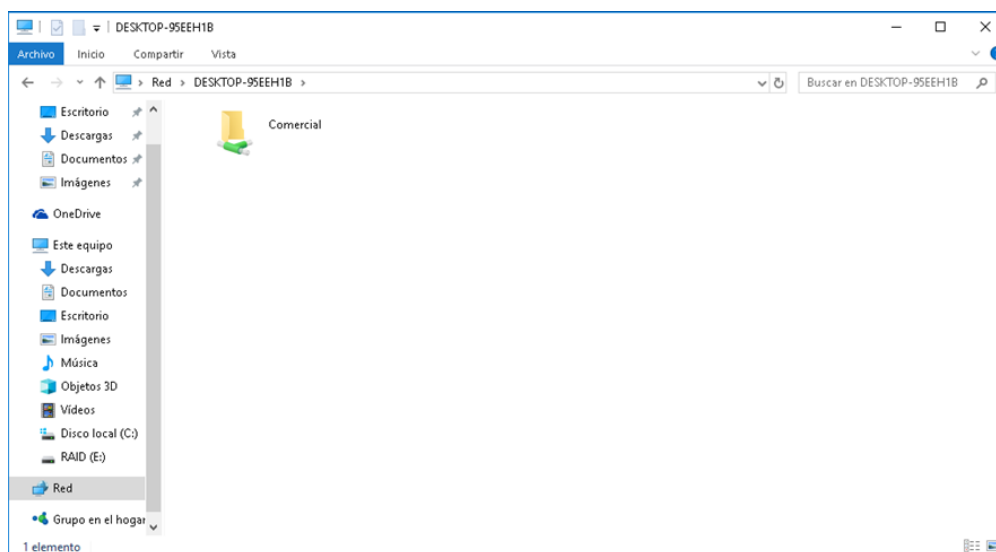 DESKTOP-95EEH1B
Archivo Inicio Compartir Vista
Red > DESKTOP-95EEH1B > Buscar en DESKTOP-95EEH1B
Escritorio
Descargas
Documentos
Imágenes
OneDrive
Este equipo
Descargas
Documentos
Escritorio
Imágenes
Música
Objetos 3D
Vídeos
Disco local (C:)
RAID (E:)
Red
Grupo en el hogar
Comercial
1 elemento